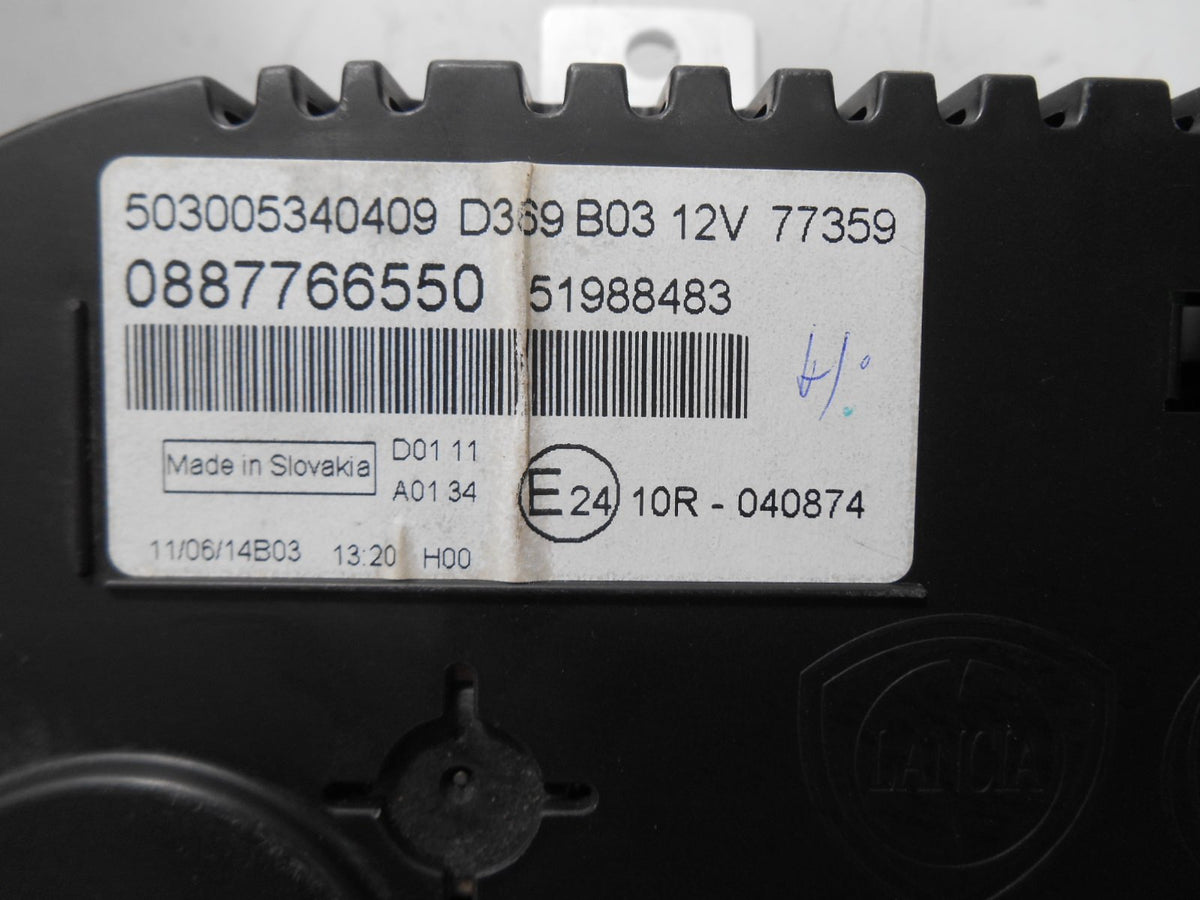 503005340409 D369 B03 12V 77359
0887766550 51988483
Made in Slovakia
D01 11
A01 34
E 24 10R - 040874
11/06/14B03 13:20 H00
LANCIA